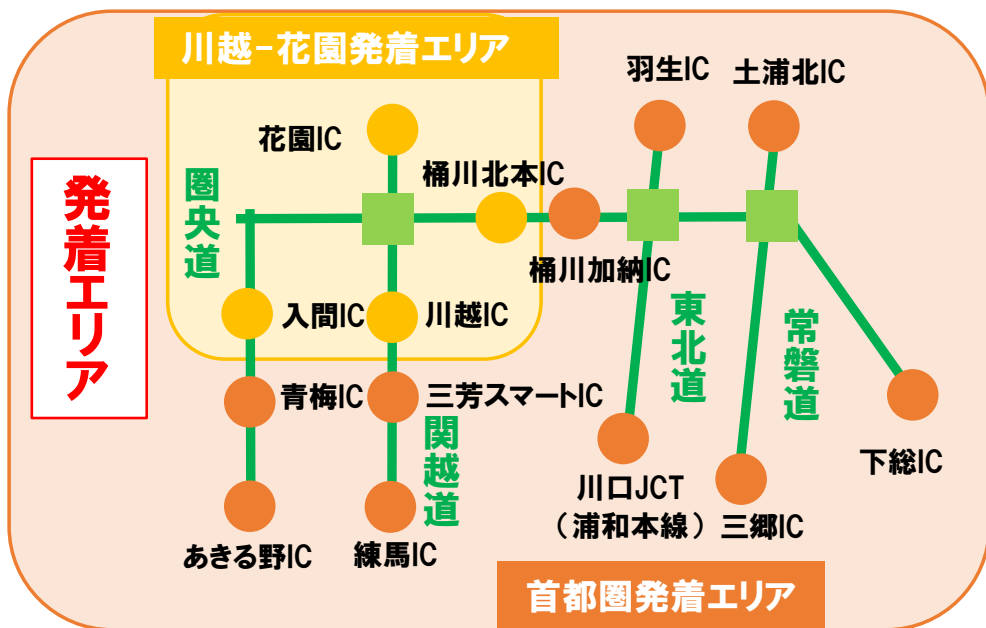 川越-花園発着エリア
羽生IC
土浦北IC
花園IC
桶川北本IC
発着エリア
圏央道
桶川加納IC
入間IC
川越IC
東北道
常磐道
青梅IC
三芳スマートIC
関越道
下総IC
川口JCT
（浦和本線）
三郷IC
あきる野IC
練馬IC
首都圏発着エリア